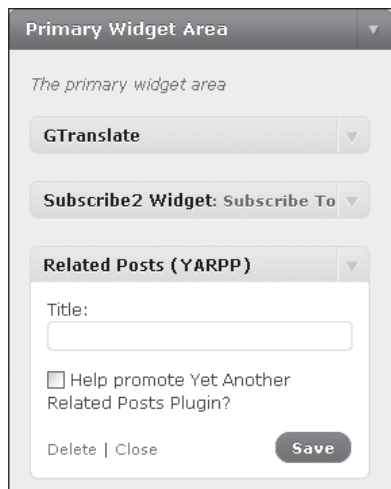 Primary Widget Area
The primary widget area
GTranslate
Subscribe2 Widget: Subscribe To
Related Posts (YARPP)
Title:
Help promote Yet Another
Related Posts Plugin?
Delete | Close
Save